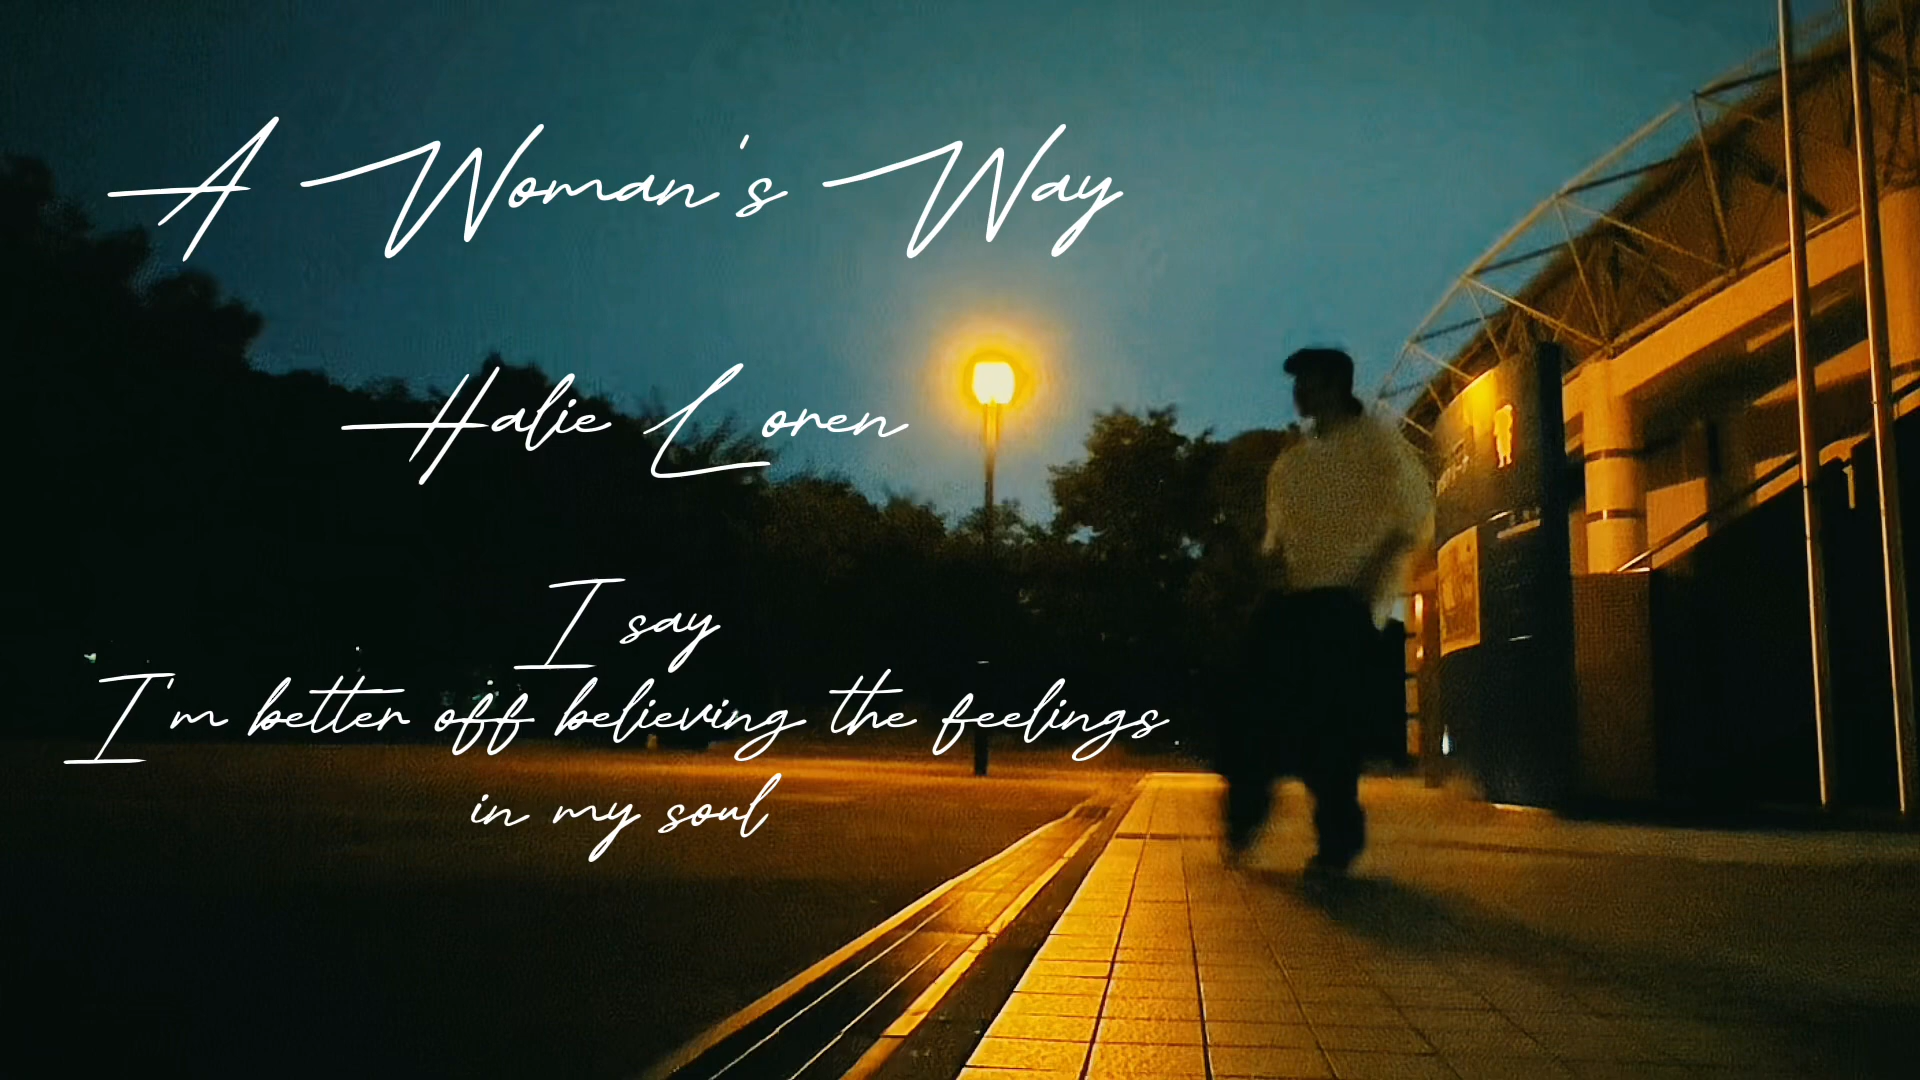 A Woman's Way
Halie Loren
I say
I'm better off believing the feelings
in my soul